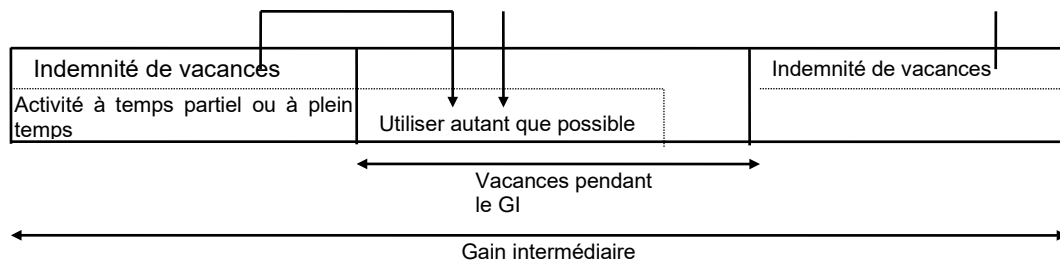 Indemnité de vacances
Indemnité de vacances
Activité à temps partiel ou à plein
temps
Utiliser autant que possible
Vacances pendant
le GI
Gain intermédiaire